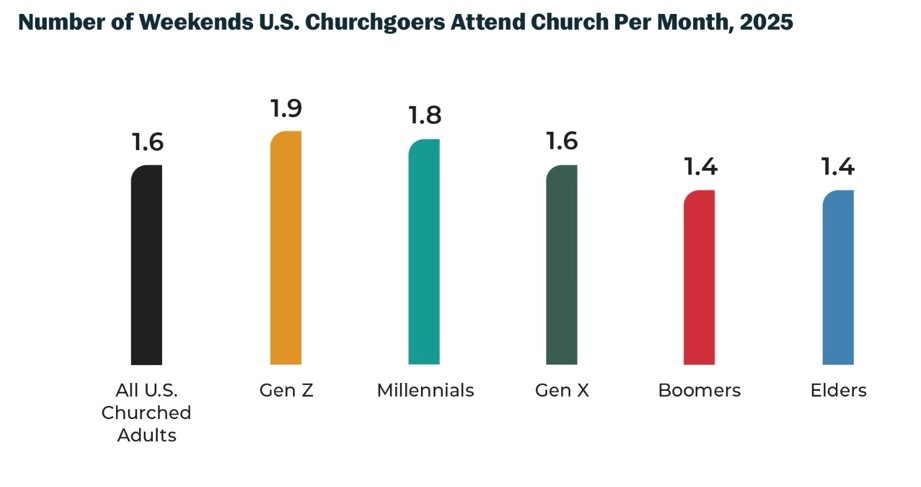 Number of Weekends U.S. Churchgoers Attend Church Per Month, 2025
1.6
1.9
1.8
1.6
1.4
1.4
All U.S.
Churched
Adults
Gen Z
Millennials
Gen X
Boomers
Elders